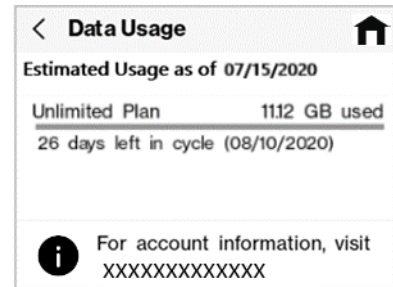 Data Usage
Estimated Usage as of 07/15/2020
Unlimited Plan 11.12 GB used
26 days left in cycle (08/10/2020)
For account information, visit
XXXXXXXXXXXXX